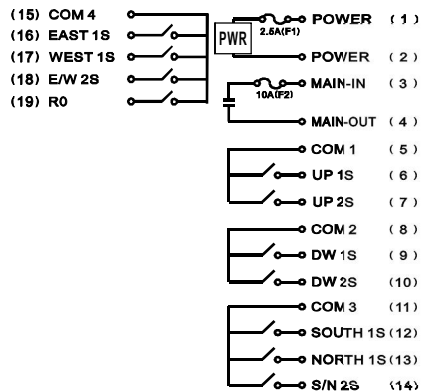 (15) COM 4
(16) EAST 1S
(17) WEST 1S
(18) E/W 2S
(19) R0
PWR
2.5A(F1)
POWER (1)
POWER (2)
MAIN-IN (3)
10A(F2)
MAIN-OUT (4)
COM 1 (5)
UP 1S (6)
UP 2S (7)
COM 2 (8)
DW 1S (9)
DW 2S (10)
COM 3 (11)
SOUTH 1S (12)
NORTH 1S (13)
S/N 2S (14)